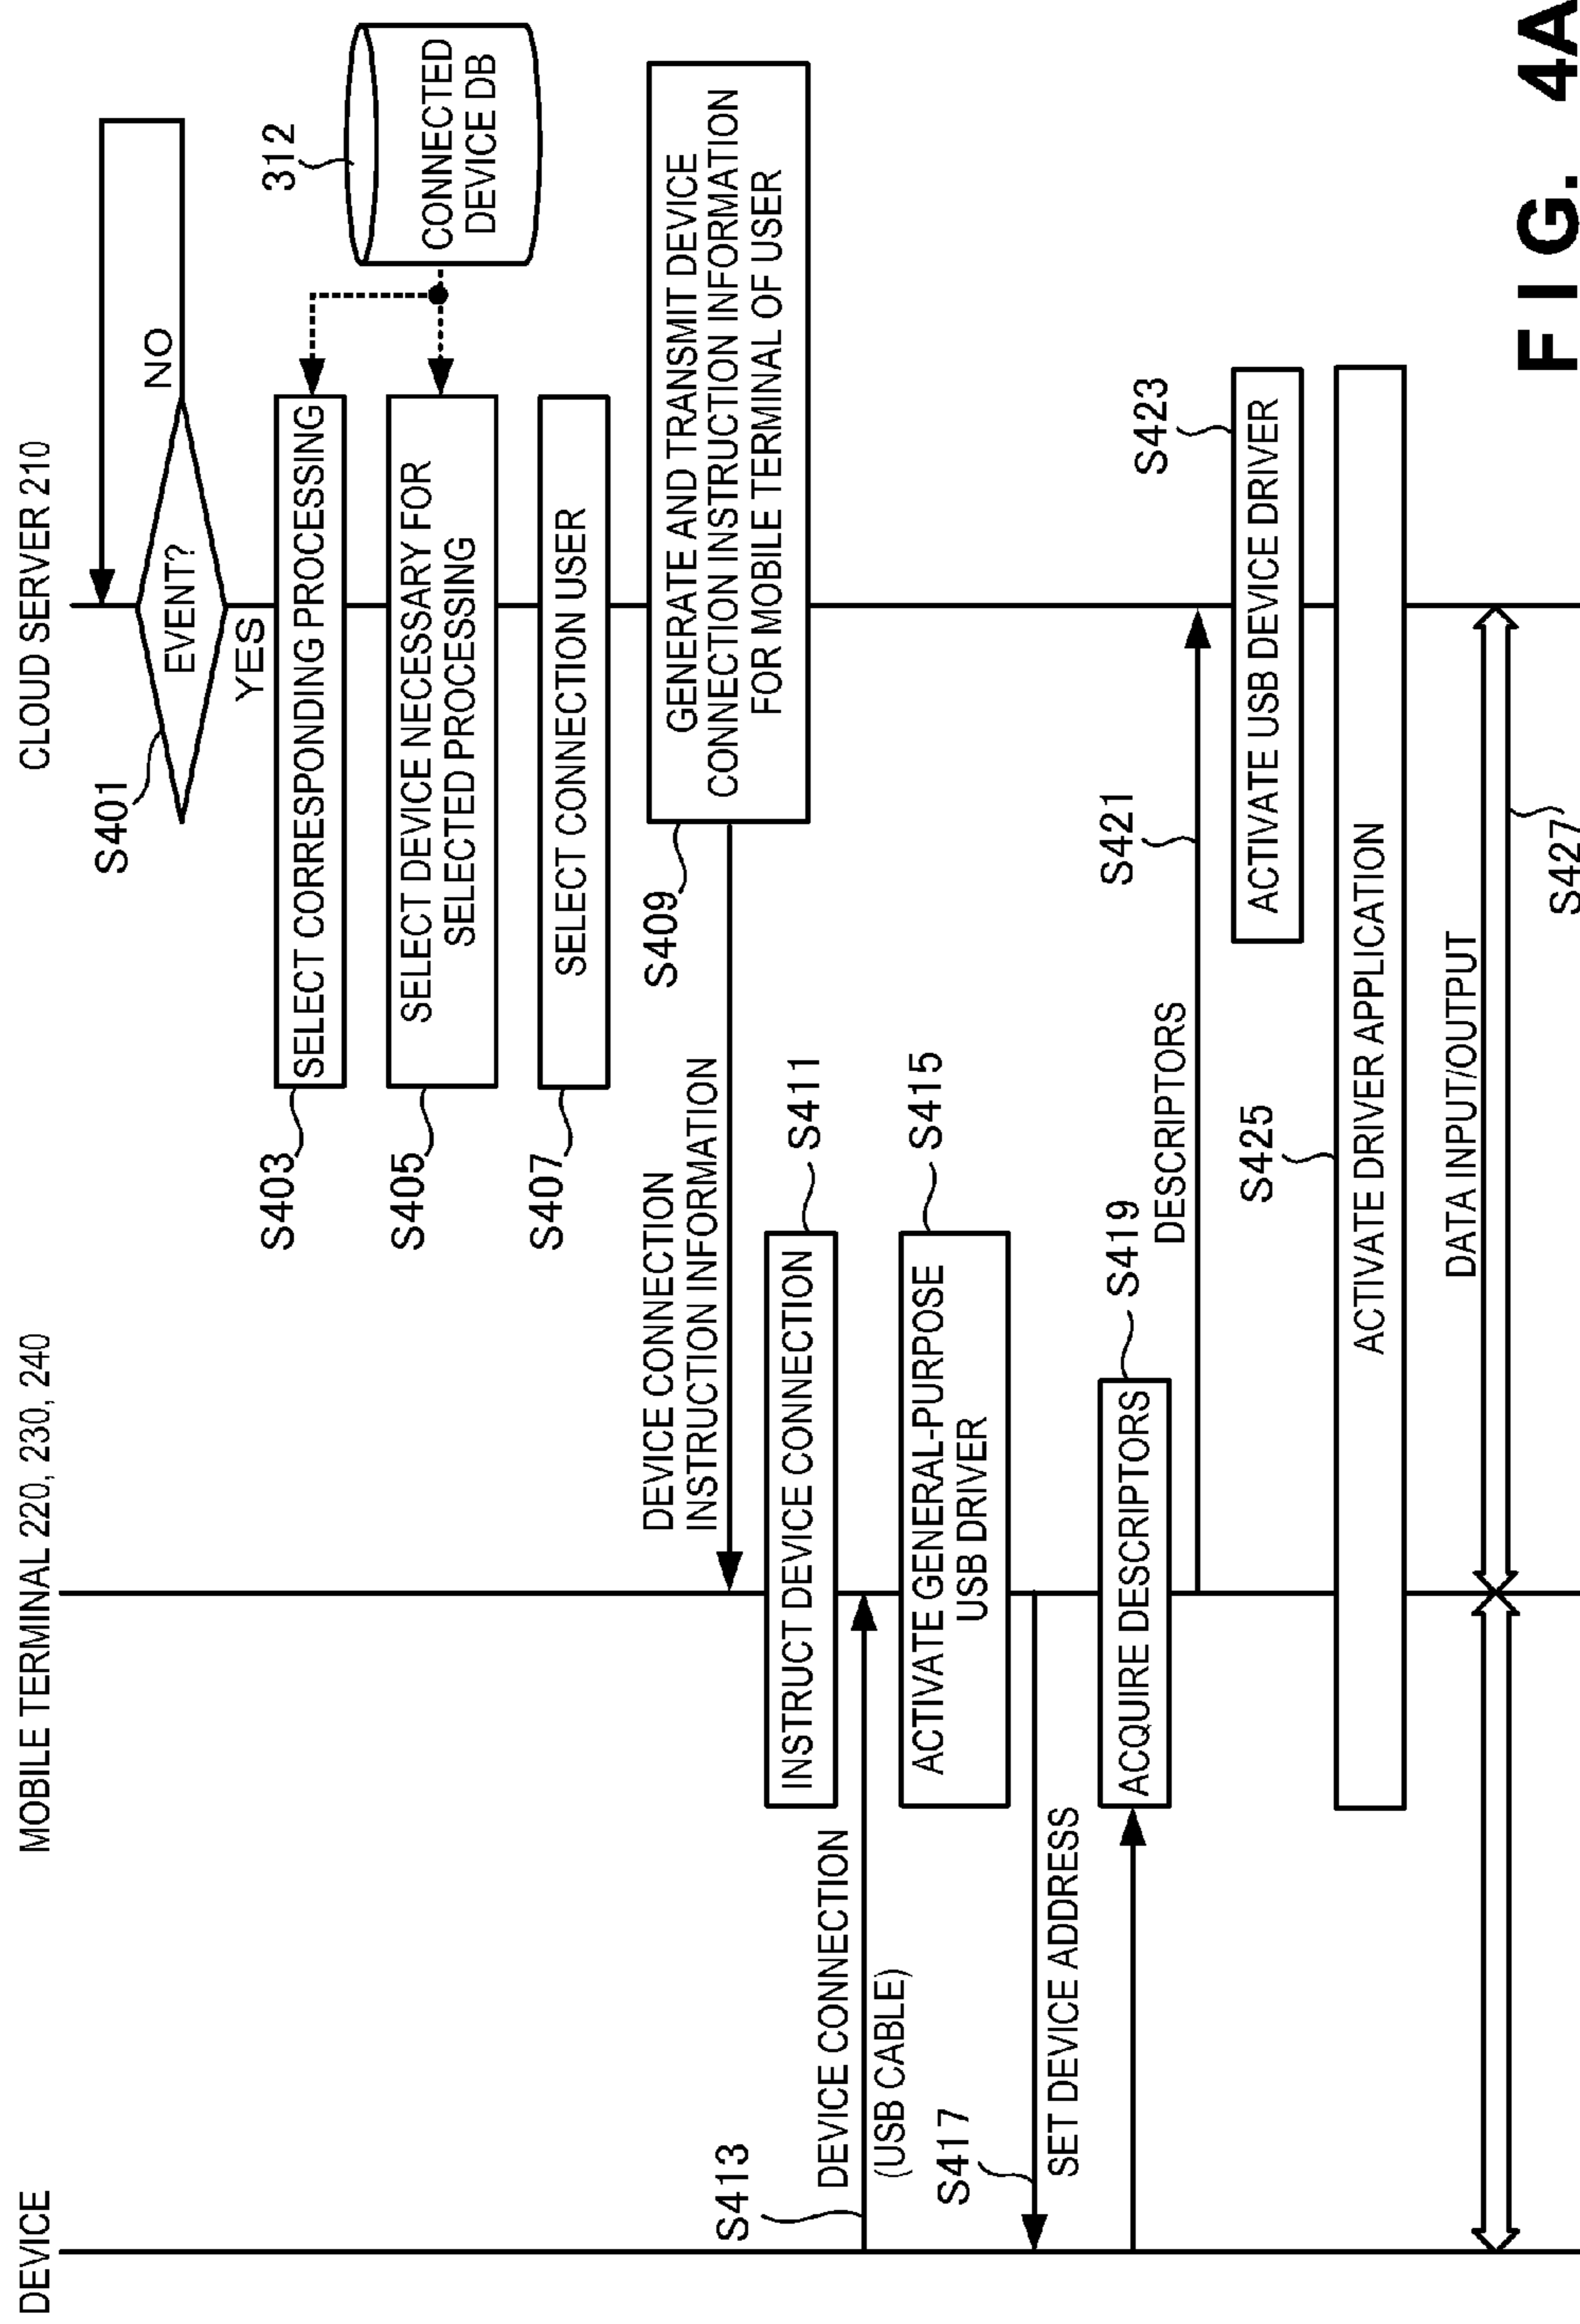 DEVICE
MOBILE TERMINAL 220, 230, 240
CLOUD SERVER 210
S401
EVENT?
NO
YES
312
CONNECTED
DEVICE DB
S403
SELECT CORRESPONDING PROCESSING
S405
SELECT DEVICE NECESSARY FOR
SELECTED PROCESSING
S407
SELECT CONNECTION USER
S409
GENERATE AND TRANSMIT DEVICE
CONNECTION INSTRUCTION INFORMATION
FOR MOBILE TERMINAL OF USER
DEVICE CONNECTION
INSTRUCTION INFORMATION
INSTRUCT DEVICE CONNECTION
S411
S413
DEVICE CONNECTION
(USB CABLE)
ACTIVATE GENERAL-PURPOSE
USB DRIVER
S415
S417
SET DEVICE ADDRESS
ACQUIRE DESCRIPTORS
S419
DESCRIPTORS
S421
S423
ACTIVATE USB DEVICE DRIVER
S425
ACTIVATE DRIVER APPLICATION
DATA INPUT/OUTPUT
S427
FIG. 4A